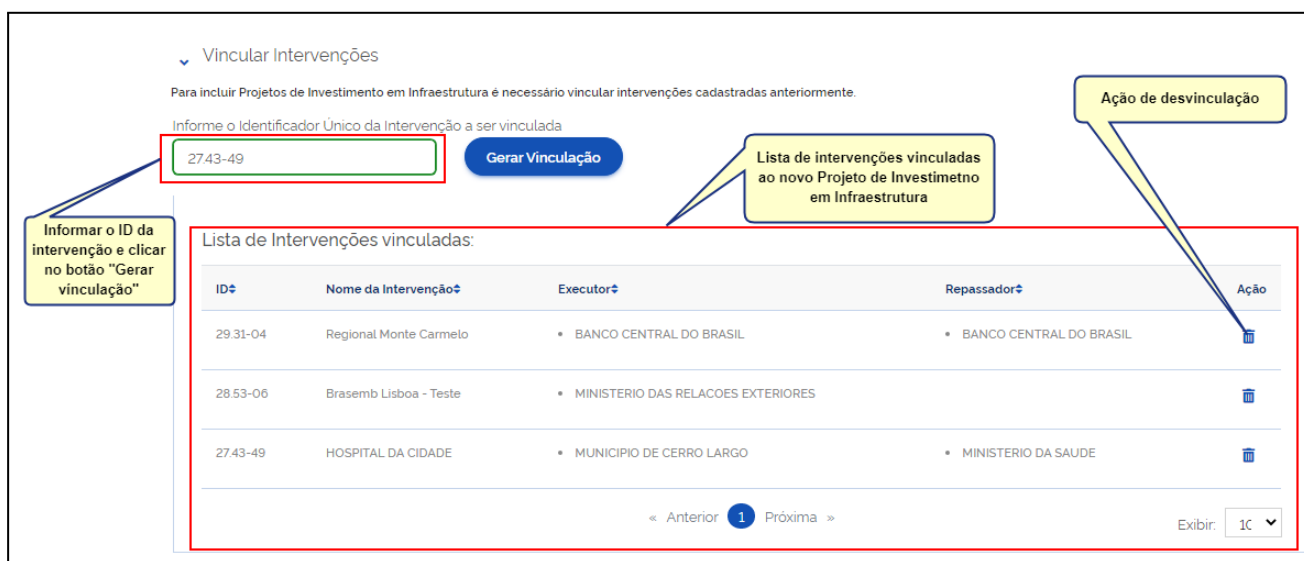 Vincular Intervenções
Para incluir Projetos de Investimento em Infraestrutura é necessário vincular intervenções cadastradas anteriormente.
Ação de desvinculação
Informe o Identificador Único da Intervenção a ser vinculada
27.43-49
Gerar Vinculação
Lista de intervenções vinculadas
ao novo Projeto de Investimetno
em Infraestrutura
Informar o ID da
intervenção e clicar
no botão "Gerar
vínculação"
Lista de Intervenções vinculadas:
ID Nome da Intervenção Executor Repassador Ação
29.31-04 Regional Monte Carmelo • BANCO CENTRAL DO BRASIL • BANCO CENTRAL DO BRASIL
28.53-06 Brasemb Lisboa - Teste • MINISTERIO DAS RELACOES EXTERIORES
27.43-49 HOSPITAL DA CIDADE • MUNICIPIO DE CERRO LARGO • MINISTERIO DA SAUDE
« Anterior 1 Próxima »
Exibir: 10